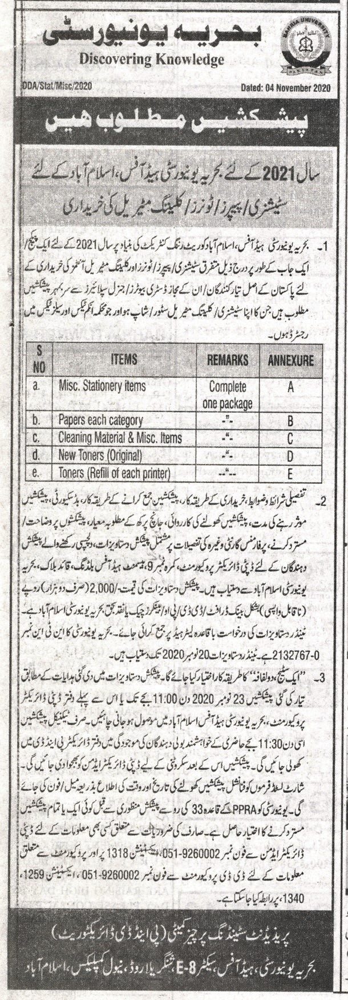 بحریہ یونیورسٹی
Discovering Knowledge
BAHRIA UNIVERSITY
PAKISTAN
DDA/Stat/Misc/2020
Dated: 04 November 2020
پیشکشیں مطلوب ھیں
سال 2021 کے لئے بحریہ یونیورسٹی ہیڈ آفس، اسلام آباد کے لئے
سٹیشنری/پیپرز/ٹونرز/کلیننگ مٹیریل کی خریداری
1۔ بحریہ یونیورسٹی ہیڈ آفس، اسلام آباد کو ریٹ رننگ کنٹریکٹ کی بنیاد پر سال 2021 کے لئے ایک پیکج/
ایک جاب کے طور پر درج ذیل متفرق سٹیشنری/پیپرز/ٹونرز اور کلیننگ مٹیریل آئٹمز کی خریداری کے
لئے پاکستان کے اصل تیار کنندگان/ان کے مجاز ڈسٹری بیوٹرز/جنرل سپلائیرز سے سربمہر پیشکشیں
مطلوب ہیں جن کا اپنا سٹیشنری/کلیننگ مٹیریل سٹور/شاپ ہو اور جو محکمہ انکم ٹیکس اور سیلز ٹیکس میں
رجسٹرڈ ہوں۔
S NO ITEMS REMARKS ANNEXURE
a. Misc. Stationery items Complete one package A
b. Papers each category -"- B
c. Cleaning Material & Misc. Items -"- C
d. New Toners (Original) -"- D
e. Toners (Refill of each printer) --"-- E
2۔ تفصیلی شرائط و ضوابط، خریداری کے طریقہ کار، پیشکشیں جمع کرانے کے طریقہ کار، بڈ سیکیورٹی، پیشکشیں
موثر رہنے کی مدت، پیشکشیں کھولنے کی کارروائی، جانچ پرکھ کے مطلوبہ معیار، پیشکشوں پر وضاحت/
مسترد کرنے، پرفارمنس گارنٹی وغیرہ کی تفصیلات پر مشتمل پیشکش دستاویزات، دلچسپی رکھنے والے پیشکش
دہندگان کے لئے ڈپٹی ڈائریکٹر پروکیورمنٹ، کمرہ نمبر 9، بیسمنٹ ہیڈ آفس بلڈنگ، قائد بلاک، بحریہ
یونیورسٹی اسلام آباد سے دستیاب ہیں۔ پیشکش دستاویزات کی قیمت -/2,000 (صرف دو ہزار) روپے
(ناقابل واپسی) بشکل بینک ڈرافٹ/ڈی ڈی/پی او/بینکرز چیک یا نقد بحق بحریہ یونیورسٹی اسلام آباد ہے۔
ٹینڈر دستاویزات کی درخواست باقاعدہ لیٹر ہیڈ پر جمع کرائی جائے۔ بحریہ یونیورسٹی کا این ٹی این نمبر
2132767-0 ہے۔ ٹینڈر دستاویزات 20 نومبر 2020 تک دستیاب ہیں۔
3۔ "ایک سٹیج، دو لفافہ" کا طریقہ کار اختیار کیا جائے گا۔ پیشکش دستاویزات میں دی گئی ہدایات کے مطابق
تیار کی گئی پیشکشیں 23 نومبر 2020 دن 11:00 بجے تک یا اس سے پہلے دفتر ڈپٹی ڈائریکٹر
پروکیورمنٹ، بحریہ یونیورسٹی ہیڈ آفس اسلام آباد میں موصول ہو جانی چاہئیں۔ صرف ٹیکنیکل پیشکشیں
اسی دن 11:30 بجے حاضری کے خواہشمند بولی دہندگان کی موجودگی میں دفتر ڈائریکٹر پی اینڈ ڈی میں
کھولی جائیں گی۔ پیشکشیں اس کے بعد سکروٹنی کے لیے ڈپٹی ڈائریکٹر ایڈمن کو بھجوا دی جائیں گی۔
شارٹ لسٹڈ فرموں کو فنانشل پیشکشیں کھولنے کی تاریخ اور وقت کی اطلاع بذریعہ میل/فون کی جائے
گی۔ یونیورسٹی کو PPRA کے قاعدہ 33 کی رو سے پیشکش منظوری سے قبل کوئی ایک یا تمام پیشکشیں
مسترد کرنے کا اختیار حاصل ہے۔ صارف کی ضروریات سے متعلق کسی بھی معلومات کے لئے ڈپٹی
ڈائریکٹر ایڈمن سے فون نمبر 9260002-051، ایکسٹینشن 1318 پر اور پروکیورمنٹ سے متعلق
معلومات کے لئے ڈی ڈی پروکیورمنٹ سے فون نمبر 9260002-051، ایکسٹینشن 1259،
1340، پر رابطہ کیا جا سکتا ہے۔
پریذیڈنٹ سٹینڈنگ پرچیز کمیٹی (پی اینڈ ڈی ڈائریکٹوریٹ)
بحریہ یونیورسٹی، ہیڈ آفس، سیکٹر E-8، شنگریلا روڈ، نیول کمپلیکس، اسلام آباد